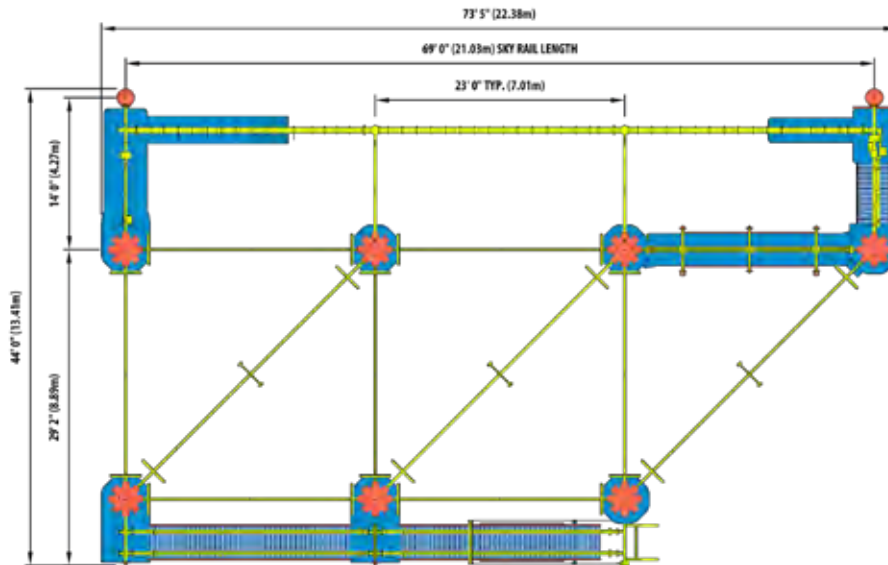 73' 5" (22.38m)
69' 0" (21.03m) SKY RAIL LENGTH
23' 0" TYP. (7.01m)
14' 0" (4.27m)
44' 0" (13.41m)
29' 2" (8.89m)